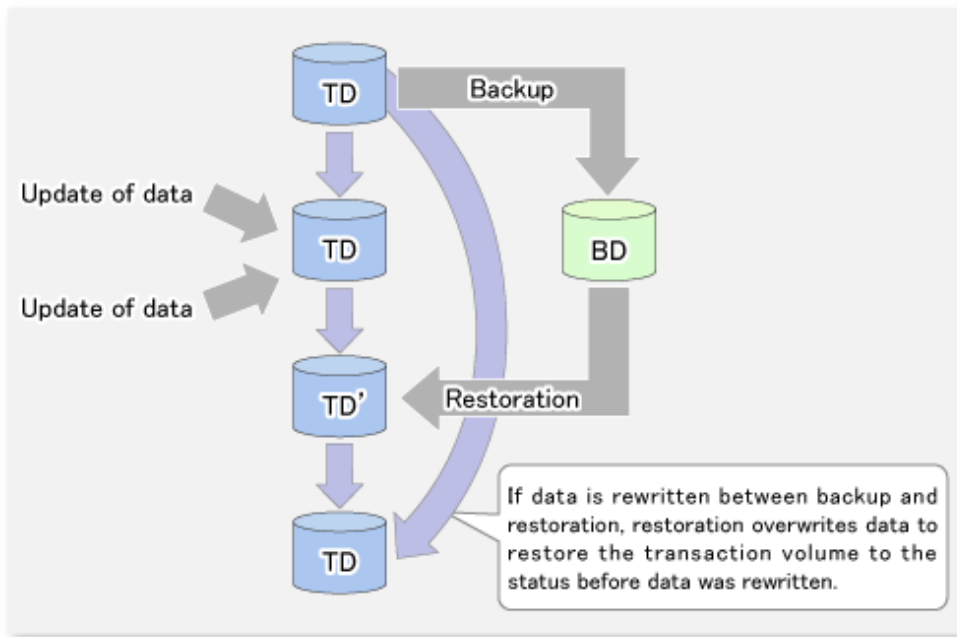 TD
Backup
Update of data
TD
BD
Update of data
TD’
Restoration
If data is rewritten between backup and
restoration, restoration overwrites data to
restore the transaction volume to the
status before data was rewritten.
TD